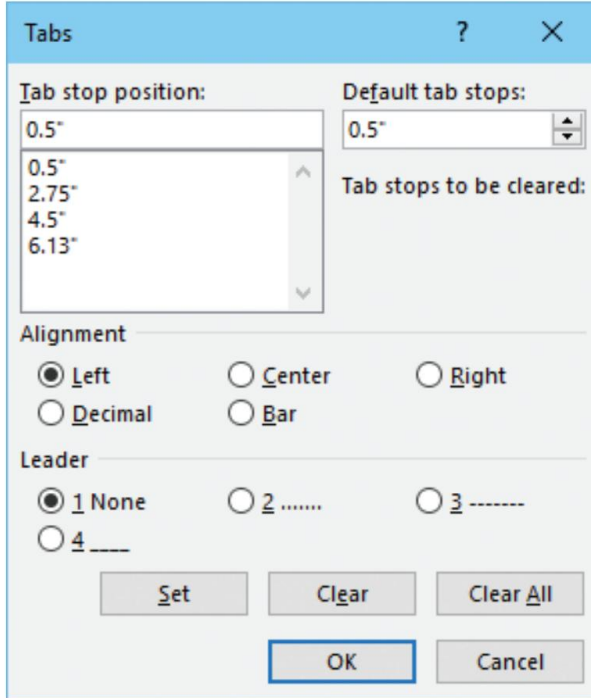 Tabs ? ×
Tab stop position: Default tab stops:
0.5" 0.5"
0.5"
2.75"
4.5"
6.13"
Tab stops to be cleared:
Alignment
Left Center Right
Decimal Bar
Leader
1 None 2 ....... 3 -------
4 ____
Set Clear Clear All
OK Cancel